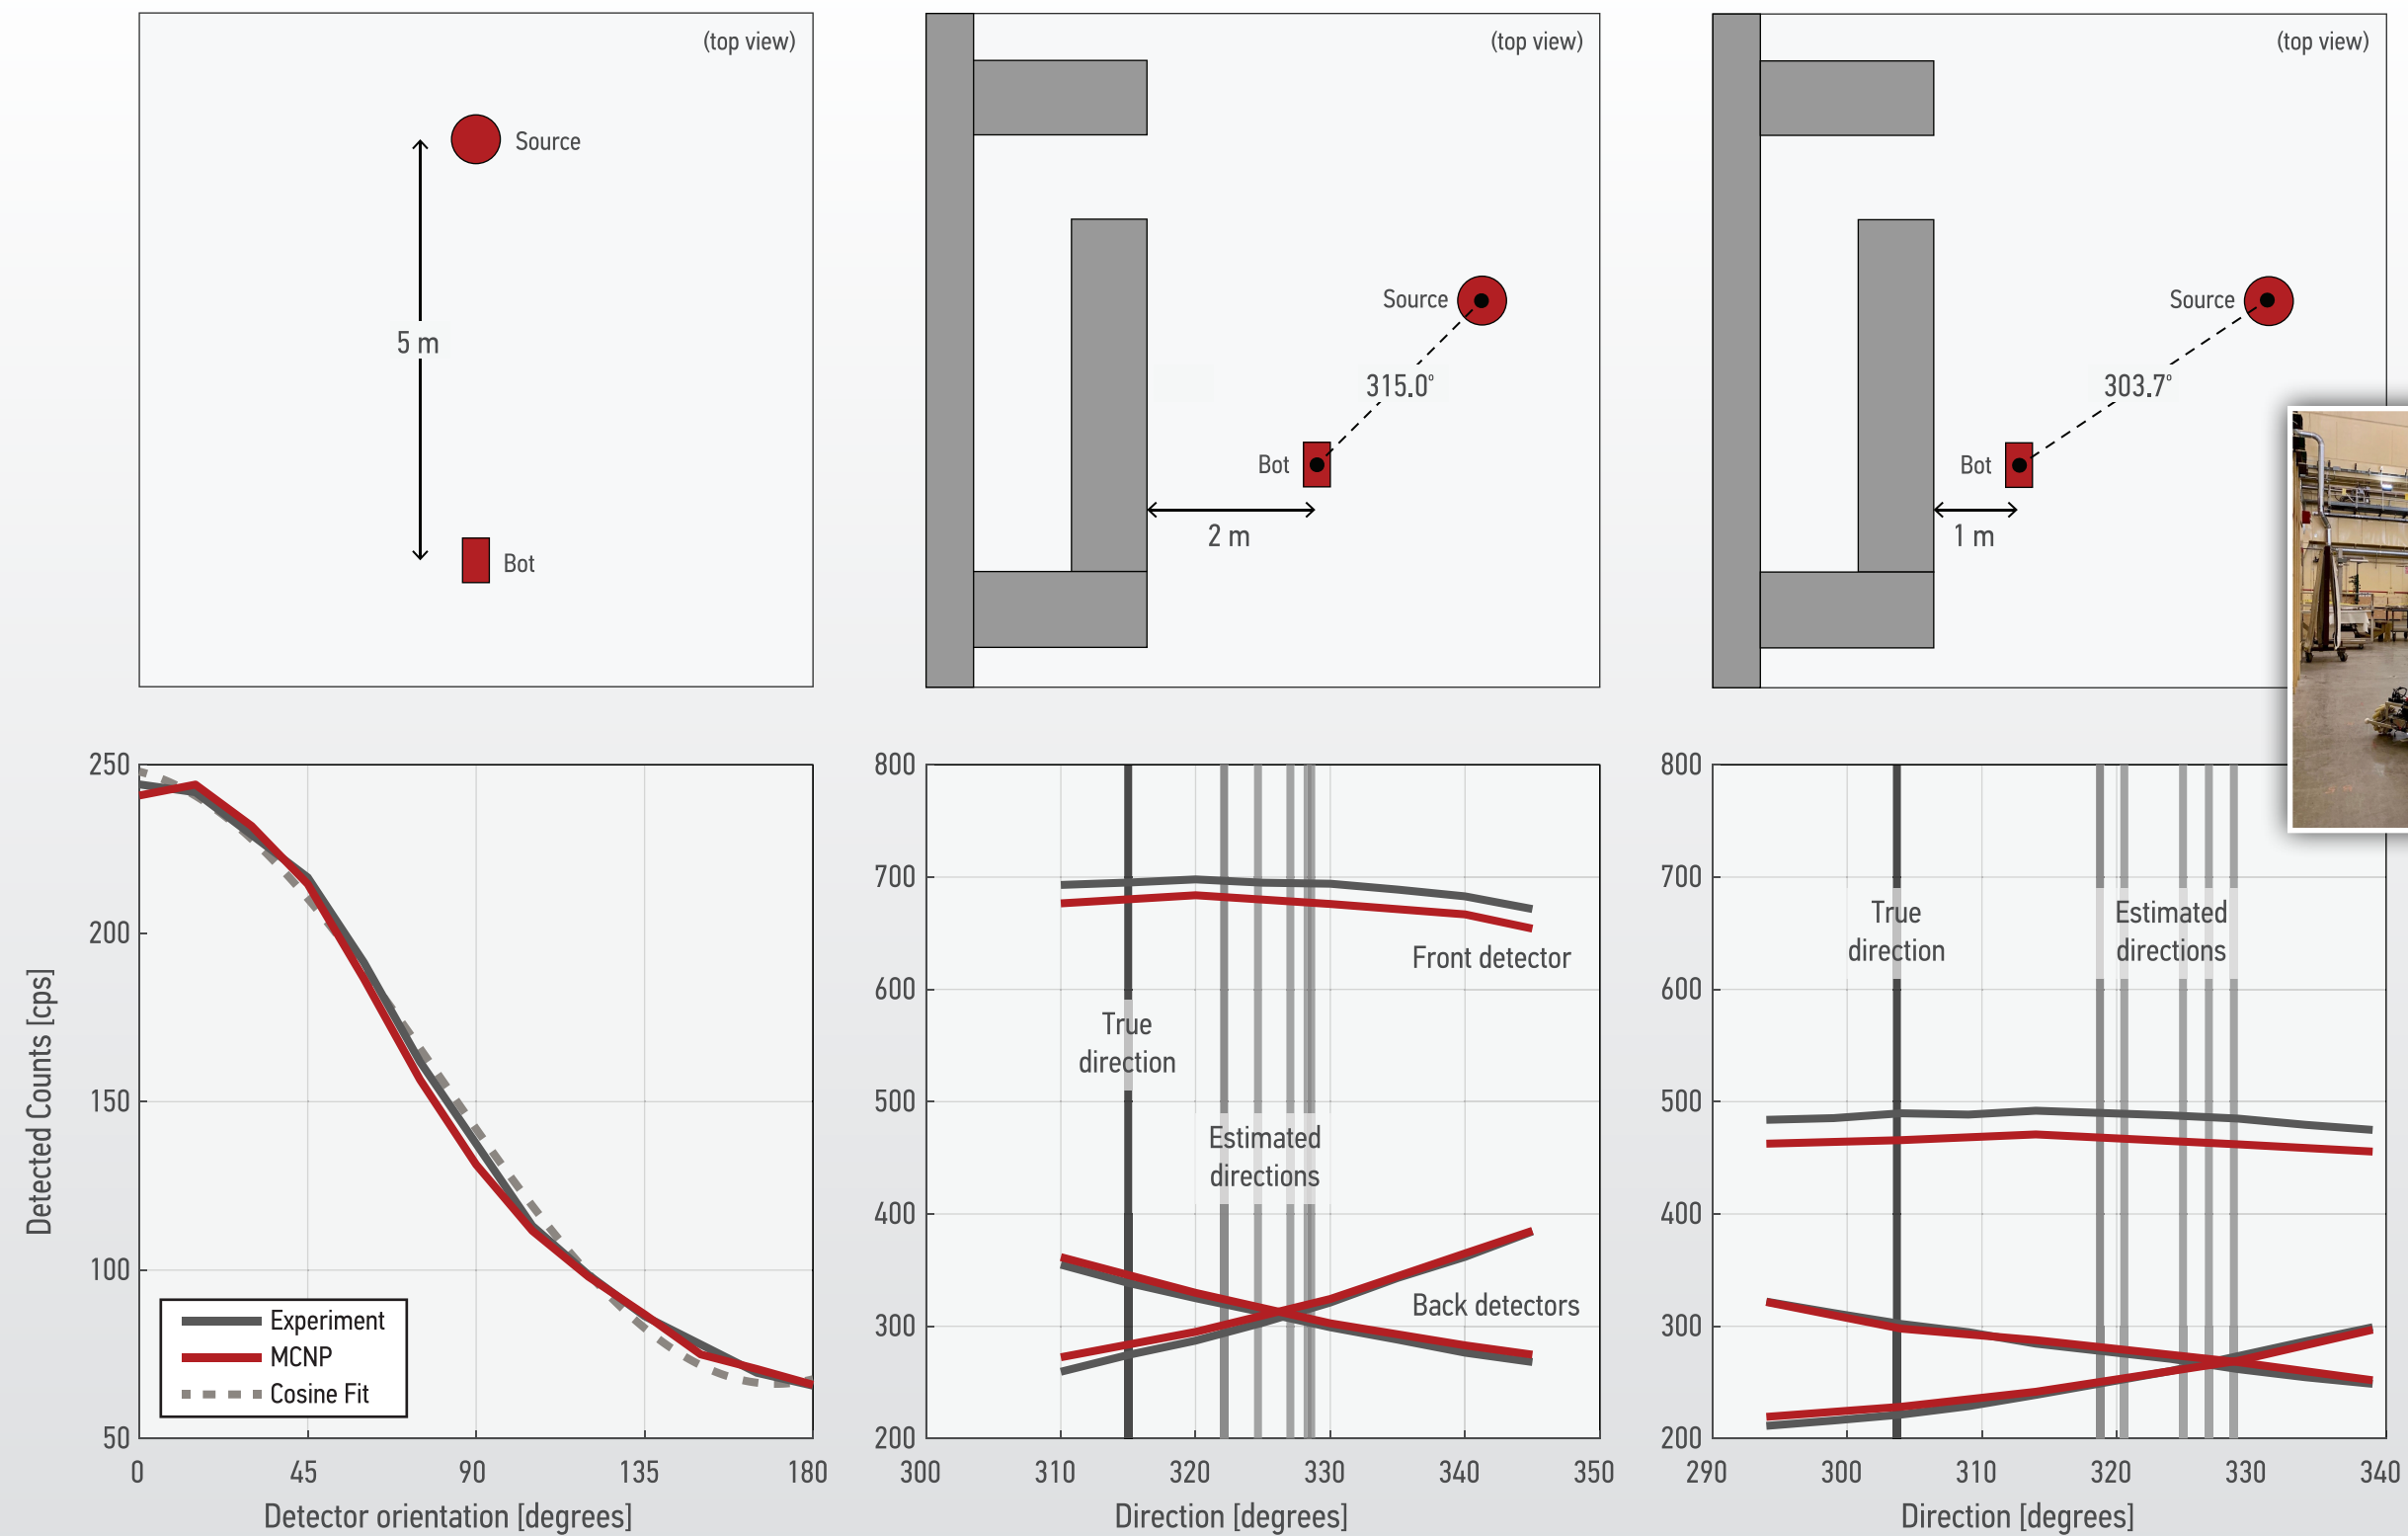 (top view)
Source
5 m
Bot
(top view)
Source
315.0°
Bot
2 m
(top view)
Source
303.7°
Bot
1 m
Detected Counts [cps]
250
200
150
100
50
Experiment
MCNP
Cosine Fit
0 45 90 135 180
Detector orientation [degrees]
800
700
600
500
400
300
200
Front detector
True
direction
Estimated
directions
Back detectors
300 310 320 330 340 350
Direction [degrees]
800
700
600
500
400
300
200
True
direction
Estimated
directions
290 300 310 320 330 340
Direction [degrees]